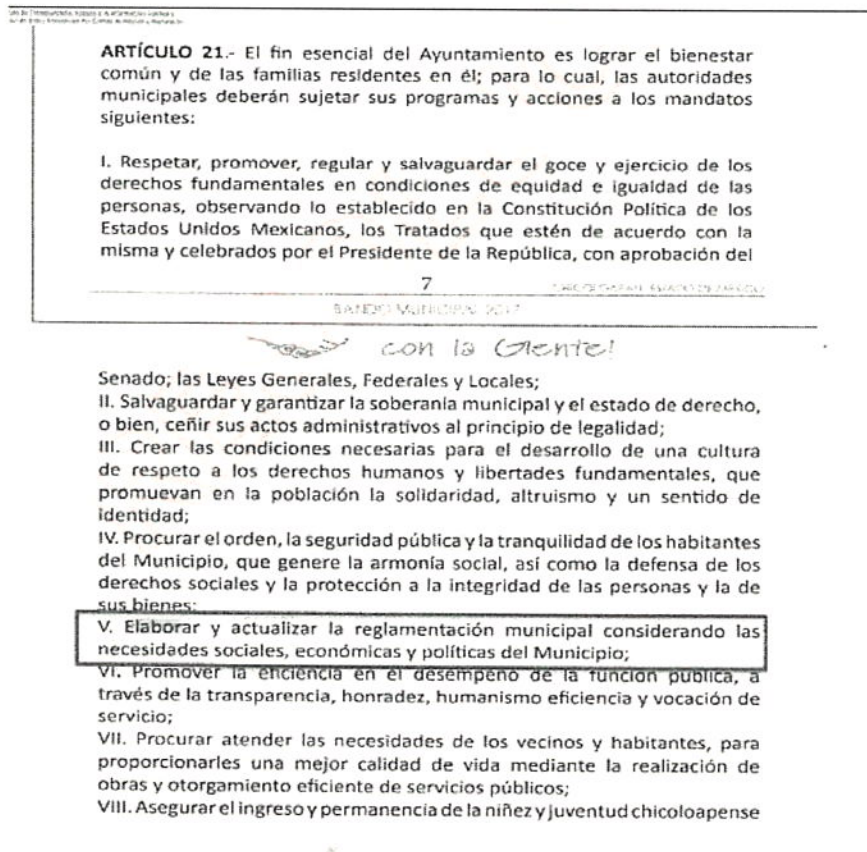 ARTÍCULO 21.- El fin esencial del Ayuntamiento es lograr el bienestar
común y de las familias residentes en él; para lo cual, las autoridades
municipales deberán sujetar sus programas y acciones a los mandatos
siguientes:
I. Respetar, promover, regular y salvaguardar el goce y ejercicio de los
derechos fundamentales en condiciones de equidad e igualdad de las
personas, observando lo establecido en la Constitución Política de los
Estados Unidos Mexicanos, los Tratados que estén de acuerdo con la
misma y celebrados por el Presidente de la República, con aprobación del
7
BANDO MUNICIPAL 2017
con la Gente!
Senado; las Leyes Generales, Federales y Locales;
II. Salvaguardar y garantizar la soberanía municipal y el estado de derecho,
o bien, ceñir sus actos administrativos al principio de legalidad;
III. Crear las condiciones necesarias para el desarrollo de una cultura
de respeto a los derechos humanos y libertades fundamentales, que
promuevan en la población la solidaridad, altruismo y un sentido de
identidad;
IV. Procurar el orden, la seguridad pública y la tranquilidad de los habitantes
del Municipio, que genere la armonía social, así como la defensa de los
derechos sociales y la protección a la integridad de las personas y la de
sus bienes;
V. Elaborar y actualizar la reglamentación municipal considerando las
necesidades sociales, económicas y políticas del Municipio;
VI. Promover la eficiencia en el desempeño de la función pública, a
través de la transparencia, honradez, humanismo eficiencia y vocación de
servicio;
VII. Procurar atender las necesidades de los vecinos y habitantes, para
proporcionarles una mejor calidad de vida mediante la realización de
obras y otorgamiento eficiente de servicios públicos;
VIII. Asegurar el ingreso y permanencia de la niñez y juventud chicoloapense